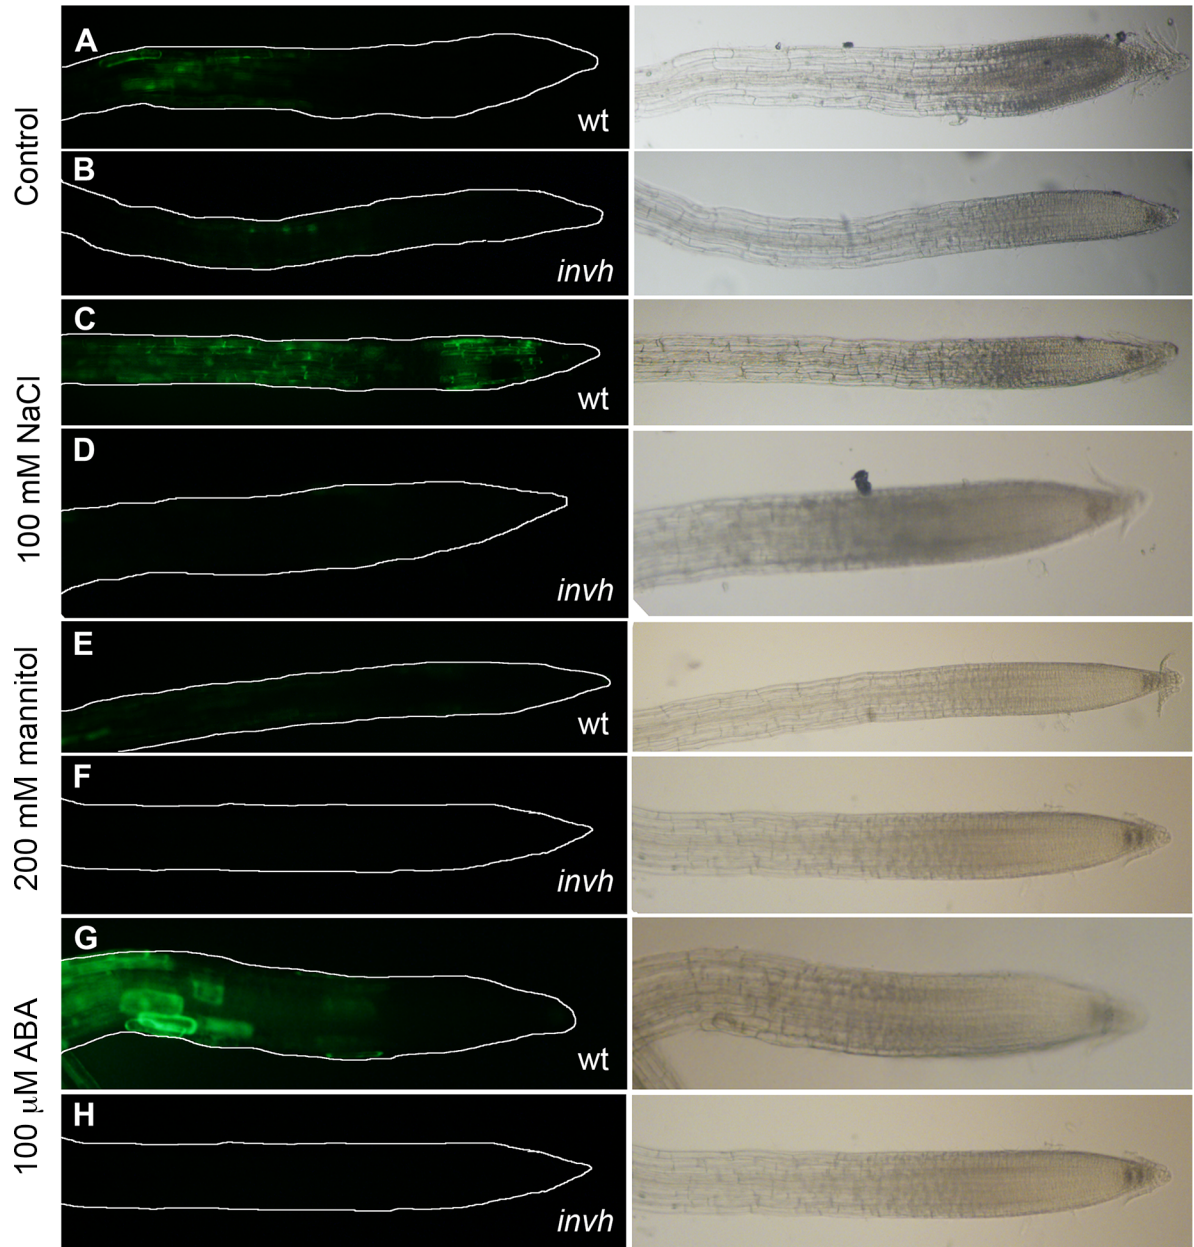 Control
A
wt
B
invh
100 mM NaCl
C
wt
D
invh
200 mM mannitol
E
wt
F
invh
100 μM ABA
G
wt
H
invh